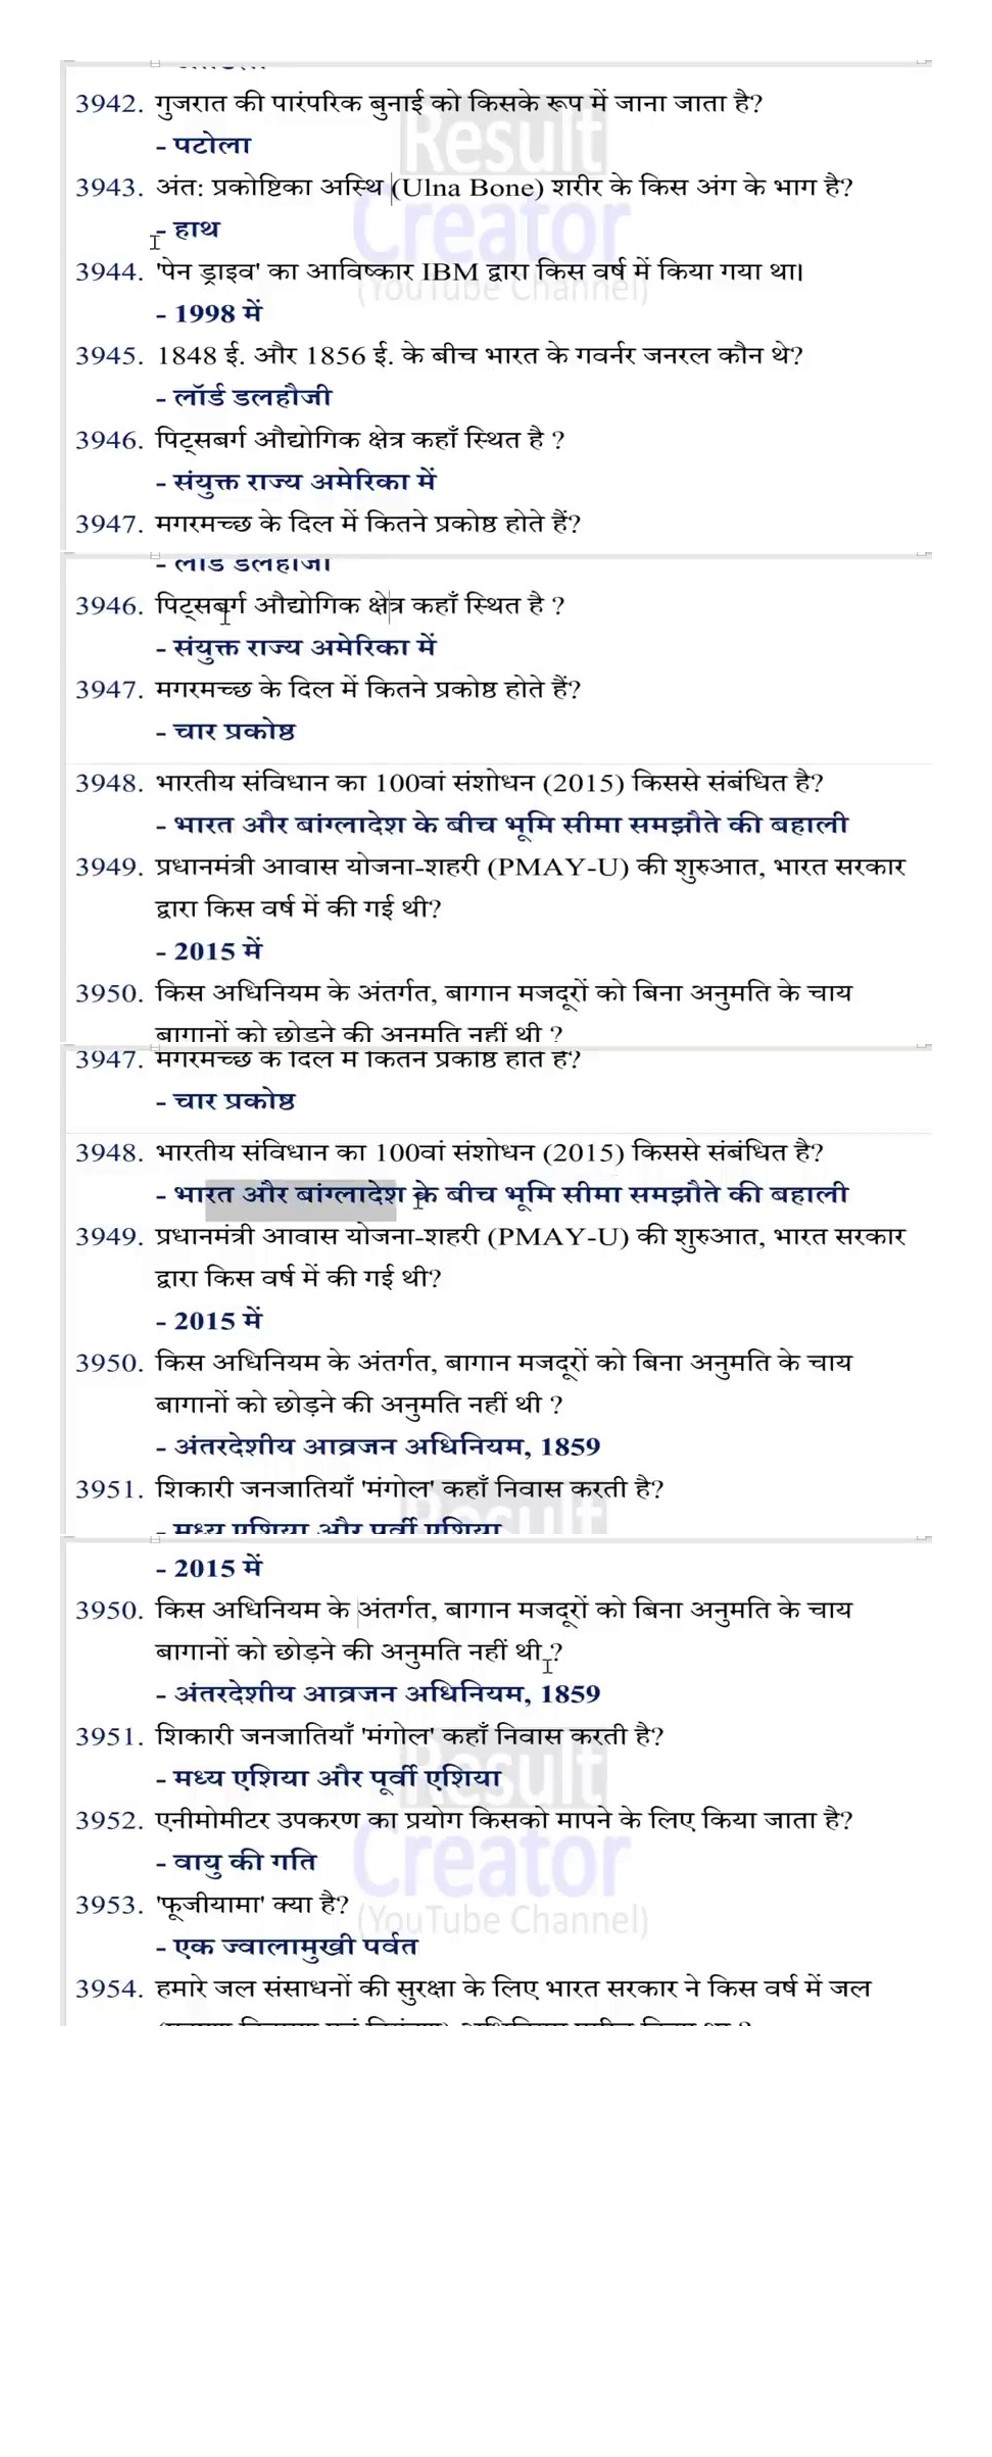 3942. गुजरात की पारंपरिक बुनाई को किसके रूप में जाना जाता है?
- पटोला
3943. अंत: प्रकोष्टिका अस्थि (Ulna Bone) शरीर के किस अंग के भाग है?
- हाथ
3944. 'पेन ड्राइव' का आविष्कार IBM द्वारा किस वर्ष में किया गया था।
- 1998 में
3945. 1848 ई. और 1856 ई. के बीच भारत के गवर्नर जनरल कौन थे?
- लॉर्ड डलहौजी
3946. पिट्सबर्ग औद्योगिक क्षेत्र कहाँ स्थित है ?
- संयुक्त राज्य अमेरिका में
3947. मगरमच्छ के दिल में कितने प्रकोष्ठ होते हैं?
- लॉर्ड डलहौजी
3946. पिट्सबर्ग औद्योगिक क्षेत्र कहाँ स्थित है ?
- संयुक्त राज्य अमेरिका में
3947. मगरमच्छ के दिल में कितने प्रकोष्ठ होते हैं?
- चार प्रकोष्ठ
3948. भारतीय संविधान का 100वां संशोधन (2015) किससे संबंधित है?
- भारत और बांग्लादेश के बीच भूमि सीमा समझौते की बहाली
3949. प्रधानमंत्री आवास योजना-शहरी (PMAY-U) की शुरुआत, भारत सरकार
द्वारा किस वर्ष में की गई थी?
- 2015 में
3950. किस अधिनियम के अंतर्गत, बागान मजदूरों को बिना अनुमति के चाय
बागानों को छोड़ने की अनुमति नहीं थी ?
3947. मगरमच्छ के दिल में कितने प्रकोष्ठ होते हैं?
- चार प्रकोष्ठ
3948. भारतीय संविधान का 100वां संशोधन (2015) किससे संबंधित है?
- भारत और बांग्लादेश के बीच भूमि सीमा समझौते की बहाली
3949. प्रधानमंत्री आवास योजना-शहरी (PMAY-U) की शुरुआत, भारत सरकार
द्वारा किस वर्ष में की गई थी?
- 2015 में
3950. किस अधिनियम के अंतर्गत, बागान मजदूरों को बिना अनुमति के चाय
बागानों को छोड़ने की अनुमति नहीं थी ?
- अंतरदेशीय आव्रजन अधिनियम, 1859
3951. शिकारी जनजातियाँ 'मंगोल' कहाँ निवास करती है?
- मध्य एशिया और पूर्वी एशिया
- 2015 में
3950. किस अधिनियम के अंतर्गत, बागान मजदूरों को बिना अनुमति के चाय
बागानों को छोड़ने की अनुमति नहीं थी ?
- अंतरदेशीय आव्रजन अधिनियम, 1859
3951. शिकारी जनजातियाँ 'मंगोल' कहाँ निवास करती है?
- मध्य एशिया और पूर्वी एशिया
3952. एनीमोमीटर उपकरण का प्रयोग किसको मापने के लिए किया जाता है?
- वायु की गति
3953. 'फूजीयामा' क्या है?
- एक ज्वालामुखी पर्वत
3954. हमारे जल संसाधनों की सुरक्षा के लिए भारत सरकार ने किस वर्ष में जल
Result
Creator
(YouTube Channel)
Result
Result
Creator
(YouTube Channel)